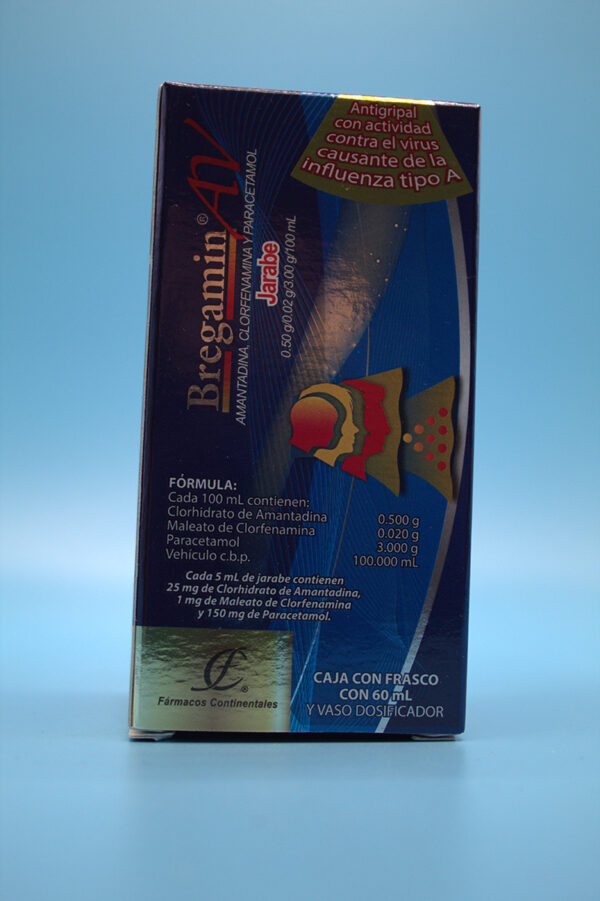 Antigripal
con actividad
contra el virus
causante de la
influenza tipo A
Bregamin® AV
AMANTADINA, CLORFENAMINA Y PARACETAMOL
Jarabe
0.50 g/0.02 g/3.00 g/100 mL
FÓRMULA:
Cada 100 mL contienen:
Clorhidrato de Amantadina 0.500 g
Maleato de Clorfenamina 0.020 g
Paracetamol 3.000 g
Vehículo c.b.p. 100.000 mL
Cada 5 mL de jarabe contienen
25 mg de Clorhidrato de Amantadina,
1 mg de Maleato de Clorfenamina
y 150 mg de Paracetamol.
®
Fármacos Continentales
CAJA CON FRASCO
CON 60 mL
Y VASO DOSIFICADOR